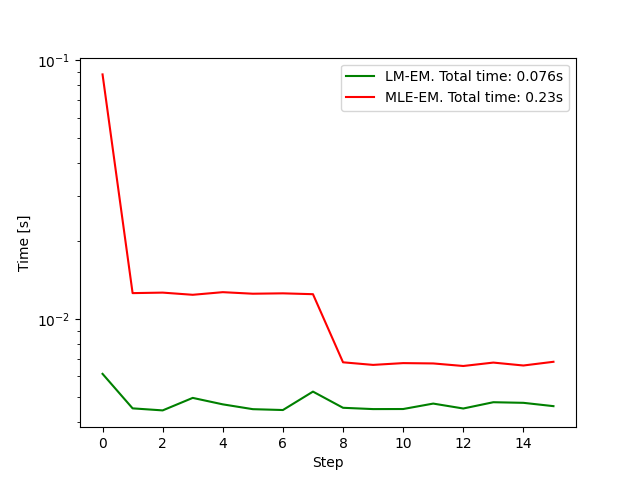 LM-EM. Total time: 0.076s
MLE-EM. Total time: 0.23s
Time [s]
10⁻¹
10⁻²
0 2 4 6 8 10 12 14
Step